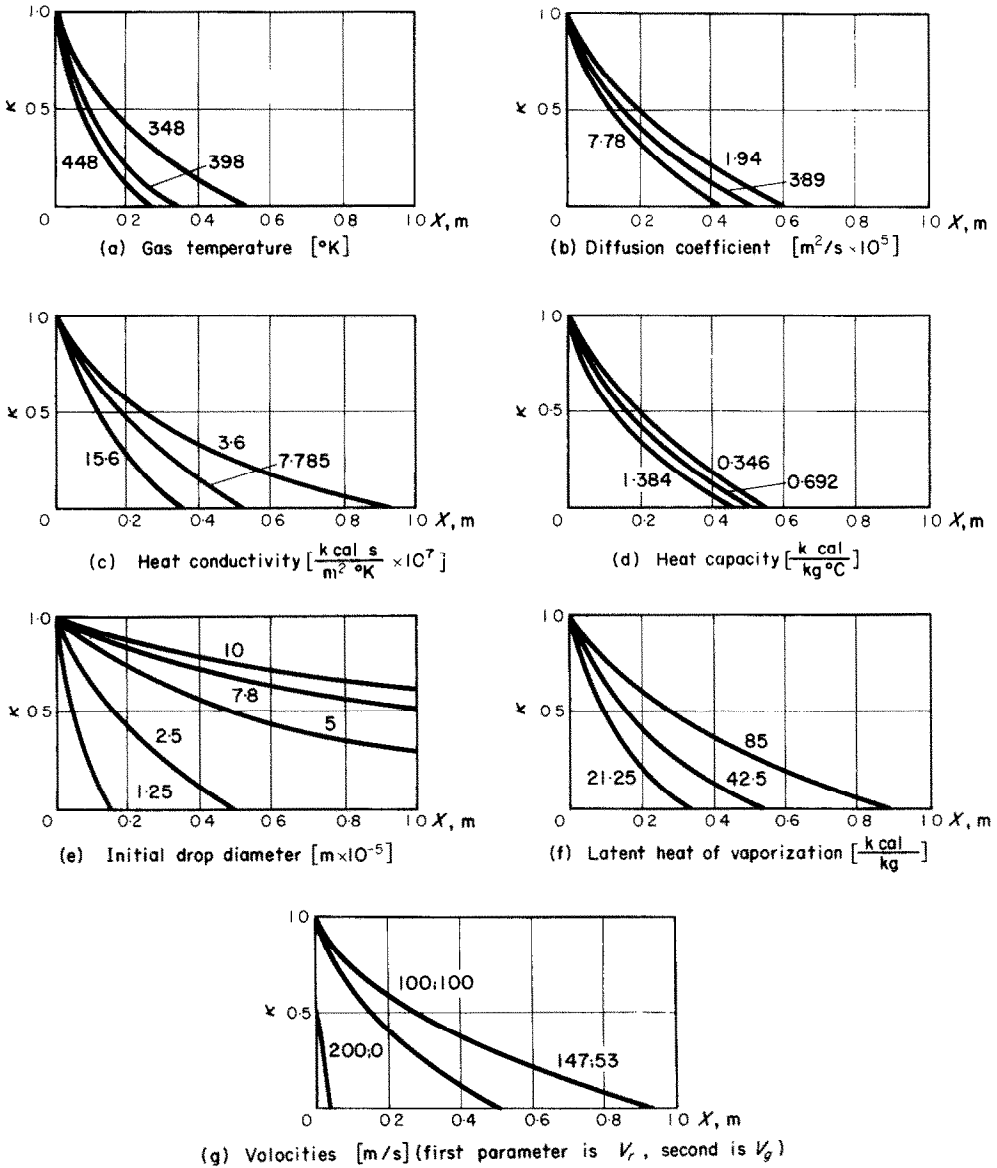 1·0
κ 0·5
348
448
398
0 0·2 0·4 0·6 0·8 1·0 X, m
(a) Gas temperature [°K]
1·0
κ 0·5
7·78
1·94
3·89
0 0·2 0·4 0·6 0·8 1·0 X, m
(b) Diffusion coefficient [m²/s ×10⁵]
1·0
κ 0·5
3·6
15·6
7·785
0 0·2 0·4 0·6 0·8 1·0 X, m
(c) Heat conductivity [k cal s / m² °K ×10⁷]
1·0
κ 0·5
0·346
1·384
0·692
0 0·2 0·4 0·6 0·8 1·0 X, m
(d) Heat capacity [k cal / kg °C]
1·0
κ 0·5
10
7·8
5
2·5
1·25
0 0·2 0·4 0·6 0·8 1·0 X, m
(e) Initial drop diameter [m×10⁻⁵]
1·0
κ 0·5
85
21·25
42·5
0 0·2 0·4 0·6 0·8 1·0 X, m
(f) Latent heat of vaporization [k cal / kg]
1·0
κ 0·5
100;100
200;0
147;53
0 0·2 0·4 0·6 0·8 1·0 X, m
(g) Volocities [m/s] (first parameter is Vᵣ, second is V_g)